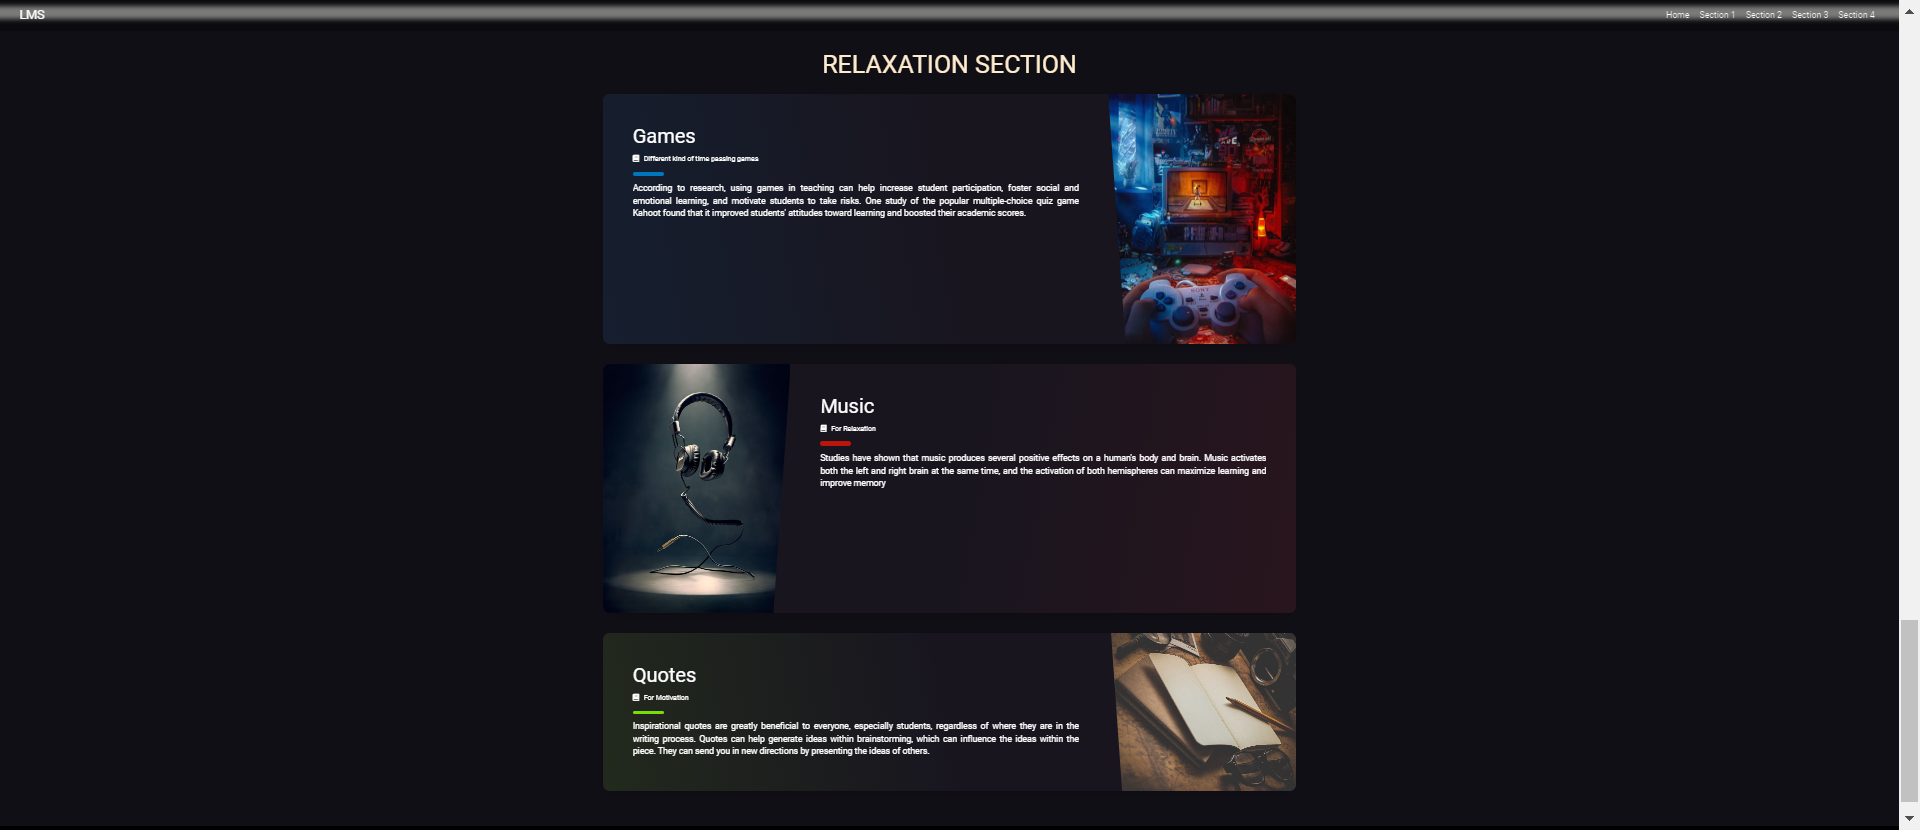 LMS
Home Section 1 Section 2 Section 3 Section 4
RELAXATION SECTION
Games
Different kind of time passing games
According to research, using games in teaching can help increase student participation, foster social and
emotional learning, and motivate students to take risks. One study of the popular multiple-choice quiz game
Kahoot found that it improved students' attitudes toward learning and boosted their academic scores.
SONY
Music
For Relaxation
Studies have shown that music produces several positive effects on a human's body and brain. Music activates
both the left and right brain at the same time, and the activation of both hemispheres can maximize learning and
improve memory
Quotes
For Motivation
Inspirational quotes are greatly beneficial to everyone, especially students, regardless of where they are in the
writing process. Quotes can help generate ideas within brainstorming, which can influence the ideas within the
piece. They can send you in new directions by presenting the ideas of others.